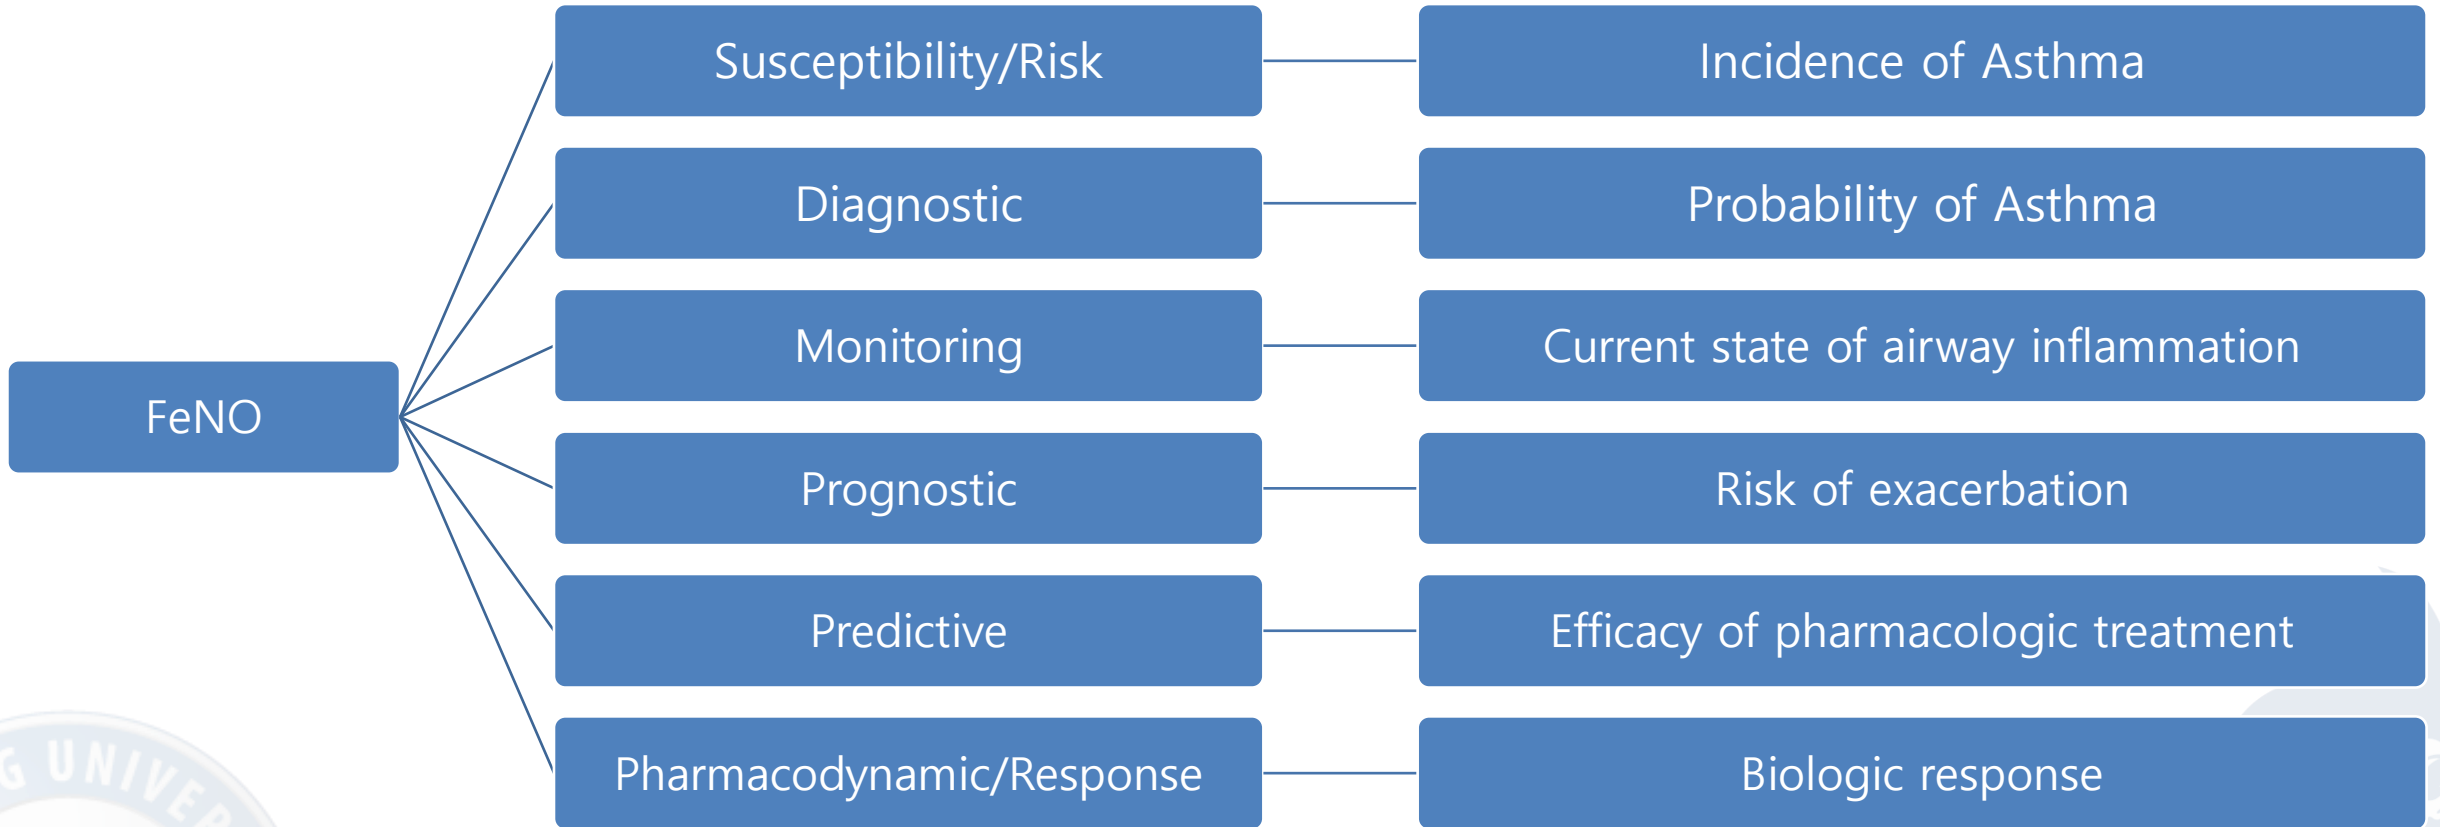 Susceptibility/Risk
Incidence of Asthma
Diagnostic
Probability of Asthma
Monitoring
Current state of airway inflammation
FeNO
Prognostic
Risk of exacerbation
Predictive
Efficacy of pharmacologic treatment
Pharmacodynamic/Response
Biologic response